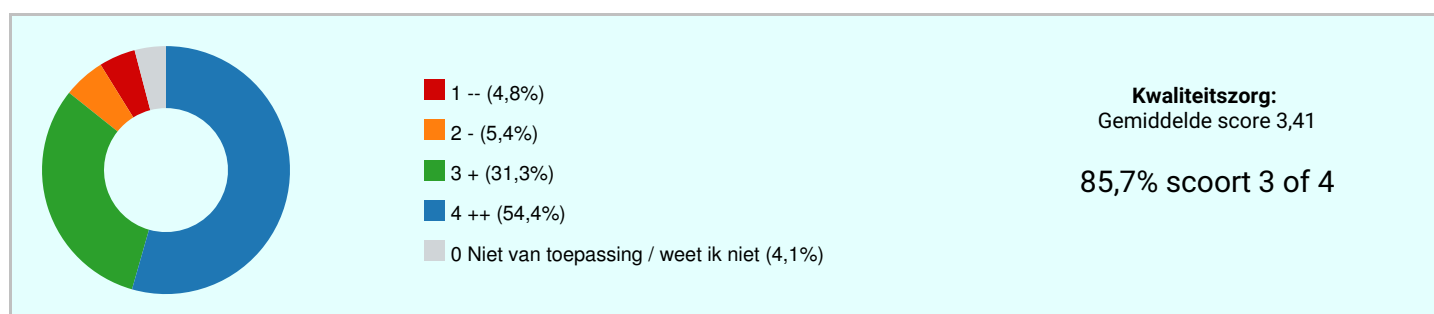 1 -- (4,8%)
2 - (5,4%)
3 + (31,3%)
4 ++ (54,4%)
0 Niet van toepassing / weet ik niet (4,1%)
Kwaliteitszorg:
Gemiddelde score 3,41
85,7% scoort 3 of 4